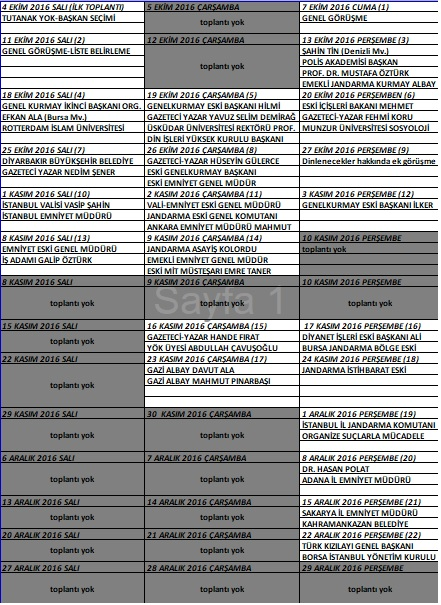 4 EKİM 2016 SALI (İLK TOPLANTI)
TUTANAK YOK-BAŞKAN SEÇİMİ
5 EKİM 2016 ÇARŞAMBA
toplantı yok
7 EKİM 2016 CUMA (1)
GENEL GÖRÜŞME
11 EKİM 2016 SALI (2)
GENEL GÖRÜŞME-LİSTE BELİRLEME
12 EKİM 2016 ÇARŞAMBA
toplantı yok
13 EKİM 2016 PERŞEMBE (3)
ŞAHİN TİN (Denizli Mv.)
POLİS AKADEMİSİ BAŞKANI
PROF. DR. MUSTAFA ÖZTÜRK
EMEKLİ JANDARMA KURMAY ALBAY
18 EKİM 2016 SALI (4)
GENEL KURMAY İKİNCİ BAŞKANI ORG.
EFKAN ALA (Bursa Mv.)
ROTTERDAM İSLAM ÜNİVERSİTESİ
19 EKİM 2016 ÇARŞAMBA (5)
GENELKURMAY ESKİ BAŞKANI HİLMİ
GAZETECİ YAZAR YAVUZ SELİM DEMİRAĞ
ÜSKÜDAR ÜNİVERSİTESİ REKTÖRÜ PROF.
DİN İŞLERİ YÜKSEK KURULU BAŞKANI
20 EKİM 2016 PERŞEMBEN (6)
ESKİ İÇİŞLERİ BAKANI MEHMET
GAZETECİ-YAZAR FEHMİ KORU
MUNZUR ÜNİVERSİTESİ SOSYOLOJİ
25 EKİM 2016 SALI (7)
DİYARBAKIR BÜYÜKŞEHİR BELEDİYE
GAZETECİ YAZAR NEDİM ŞENER
26 EKİM 2016 ÇARŞAMBA (8)
GAZETECİ-YAZAR HÜSEYİN GÜLERCE
ESKİ GENELKURMAY BAŞKANI
ESKİ EMNİYET GENEL MÜDÜR
27 EKİM 2016 PERŞEMBE (9)
Dinlenecekler hakkında ek görüşme
1 KASIM 2016 SALI (10)
İSTANBUL VALİSİ VASİP ŞAHİN
İSTANBUL EMNİYET MÜDÜRÜ
2 KASIM 2016 ÇARŞAMBA (11)
VALİ-EMNİYET ESKİ GENEL MÜDÜRÜ
JANDARMA ESKİ GENEL KOMUTANI
ANKARA EMNİYET MÜDÜRÜ MAHMUT
3 KASIM 2016 PERŞEMBE (12)
GENELKURMAY ESKİ BAŞKANI İLKER
8 KASIM 2016 SALI (13)
EMNİYET ESKİ GENEL MÜDÜRÜ
İŞ ADAMI GALİP ÖZTÜRK
9 KASIM 2016 ÇARŞAMBA (14)
JANDARMA ASAYİŞ KOLORDU
EMEKLİ EMNİYET GENEL MÜDÜR
ESKİ MİT MÜSTEŞARI EMRE TANER
10 KASIM 2016 PERŞEMBE
toplantı yok
8 KASIM 2016 SALI
toplantı yok
9 KASIM 2016 ÇARŞAMBA
toplantı yok
10 KASIM 2016 PERŞEMBE
toplantı yok
Sayfa 1
15 KASIM 2016 SALI
toplantı yok
16 KASIM 2016 ÇARŞAMBA (15)
GAZETECİ-YAZAR HANDE FIRAT
YÖK ÜYESİ ABDULLAH ÇAVUŞOĞLU
17 KASIM 2016 PERŞEMBE (16)
DİYANET İŞLERİ ESKİ BAŞKANI ALİ
BURSA JANDARMA BÖLGE ESKİ
22 KASIM 2016 SALI
toplantı yok
23 KASIM 2016 ÇARŞAMBA (17)
GAZİ ALBAY DAVUT ALA
GAZİ ALBAY MAHMUT PINARBAŞI
24 KASIM 2016 PERŞEMBE (18)
JANDARMA İSTİHBARAT ESKİ
29 KASIM 2016 SALI
toplantı yok
30 KASIM 2016 ÇARŞAMBA
toplantı yok
1 ARALIK 2016 PERŞEMBE (19)
İSTANBUL İL JANDARMA KOMUTANI
ORGANİZE SUÇLARLA MÜCADELE
6 ARALIK 2016 SALI
toplantı yok
7 ARALIK 2016 ÇARŞAMBA
toplantı yok
8 ARALIK 2016 PERŞEMBE (20)
DR. HASAN POLAT
ADANA İL EMNİYET MÜDÜRÜ
13 ARALIK 2016 SALI
toplantı yok
14 ARALIK 2016 ÇARŞAMBA
toplantı yok
15 ARALIK 2016 PERŞEMBE (21)
SAKARYA İL EMNİYET MÜDÜRÜ
KAHRAMANKAZAN BELEDİYE
20 ARALIK 2016 SALI
toplantı yok
21 ARALIK 2016 ÇARŞAMBA
toplantı yok
22 ARALIK 2016 PERŞEMBE (22)
TÜRK KIZILAYI GENEL BAŞKANI
BORSA İSTANBUL YÖNETİM KURULU
27 ARALIK 2016 SALI
toplantı yok
28 ARALIK 2016 ÇARŞAMBA
toplantı yok
29 ARALIK 2016 PERŞEMBE
toplantı yok